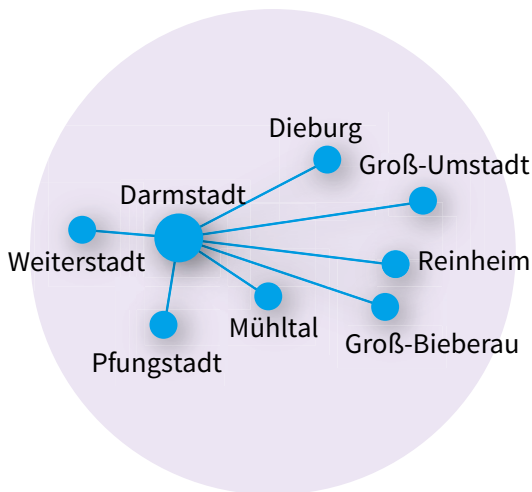 Dieburg
Groß-Umstadt
Darmstadt
Weiterstadt
Reinheim
Mühltal
Groß-Bieberau
Pfungstadt